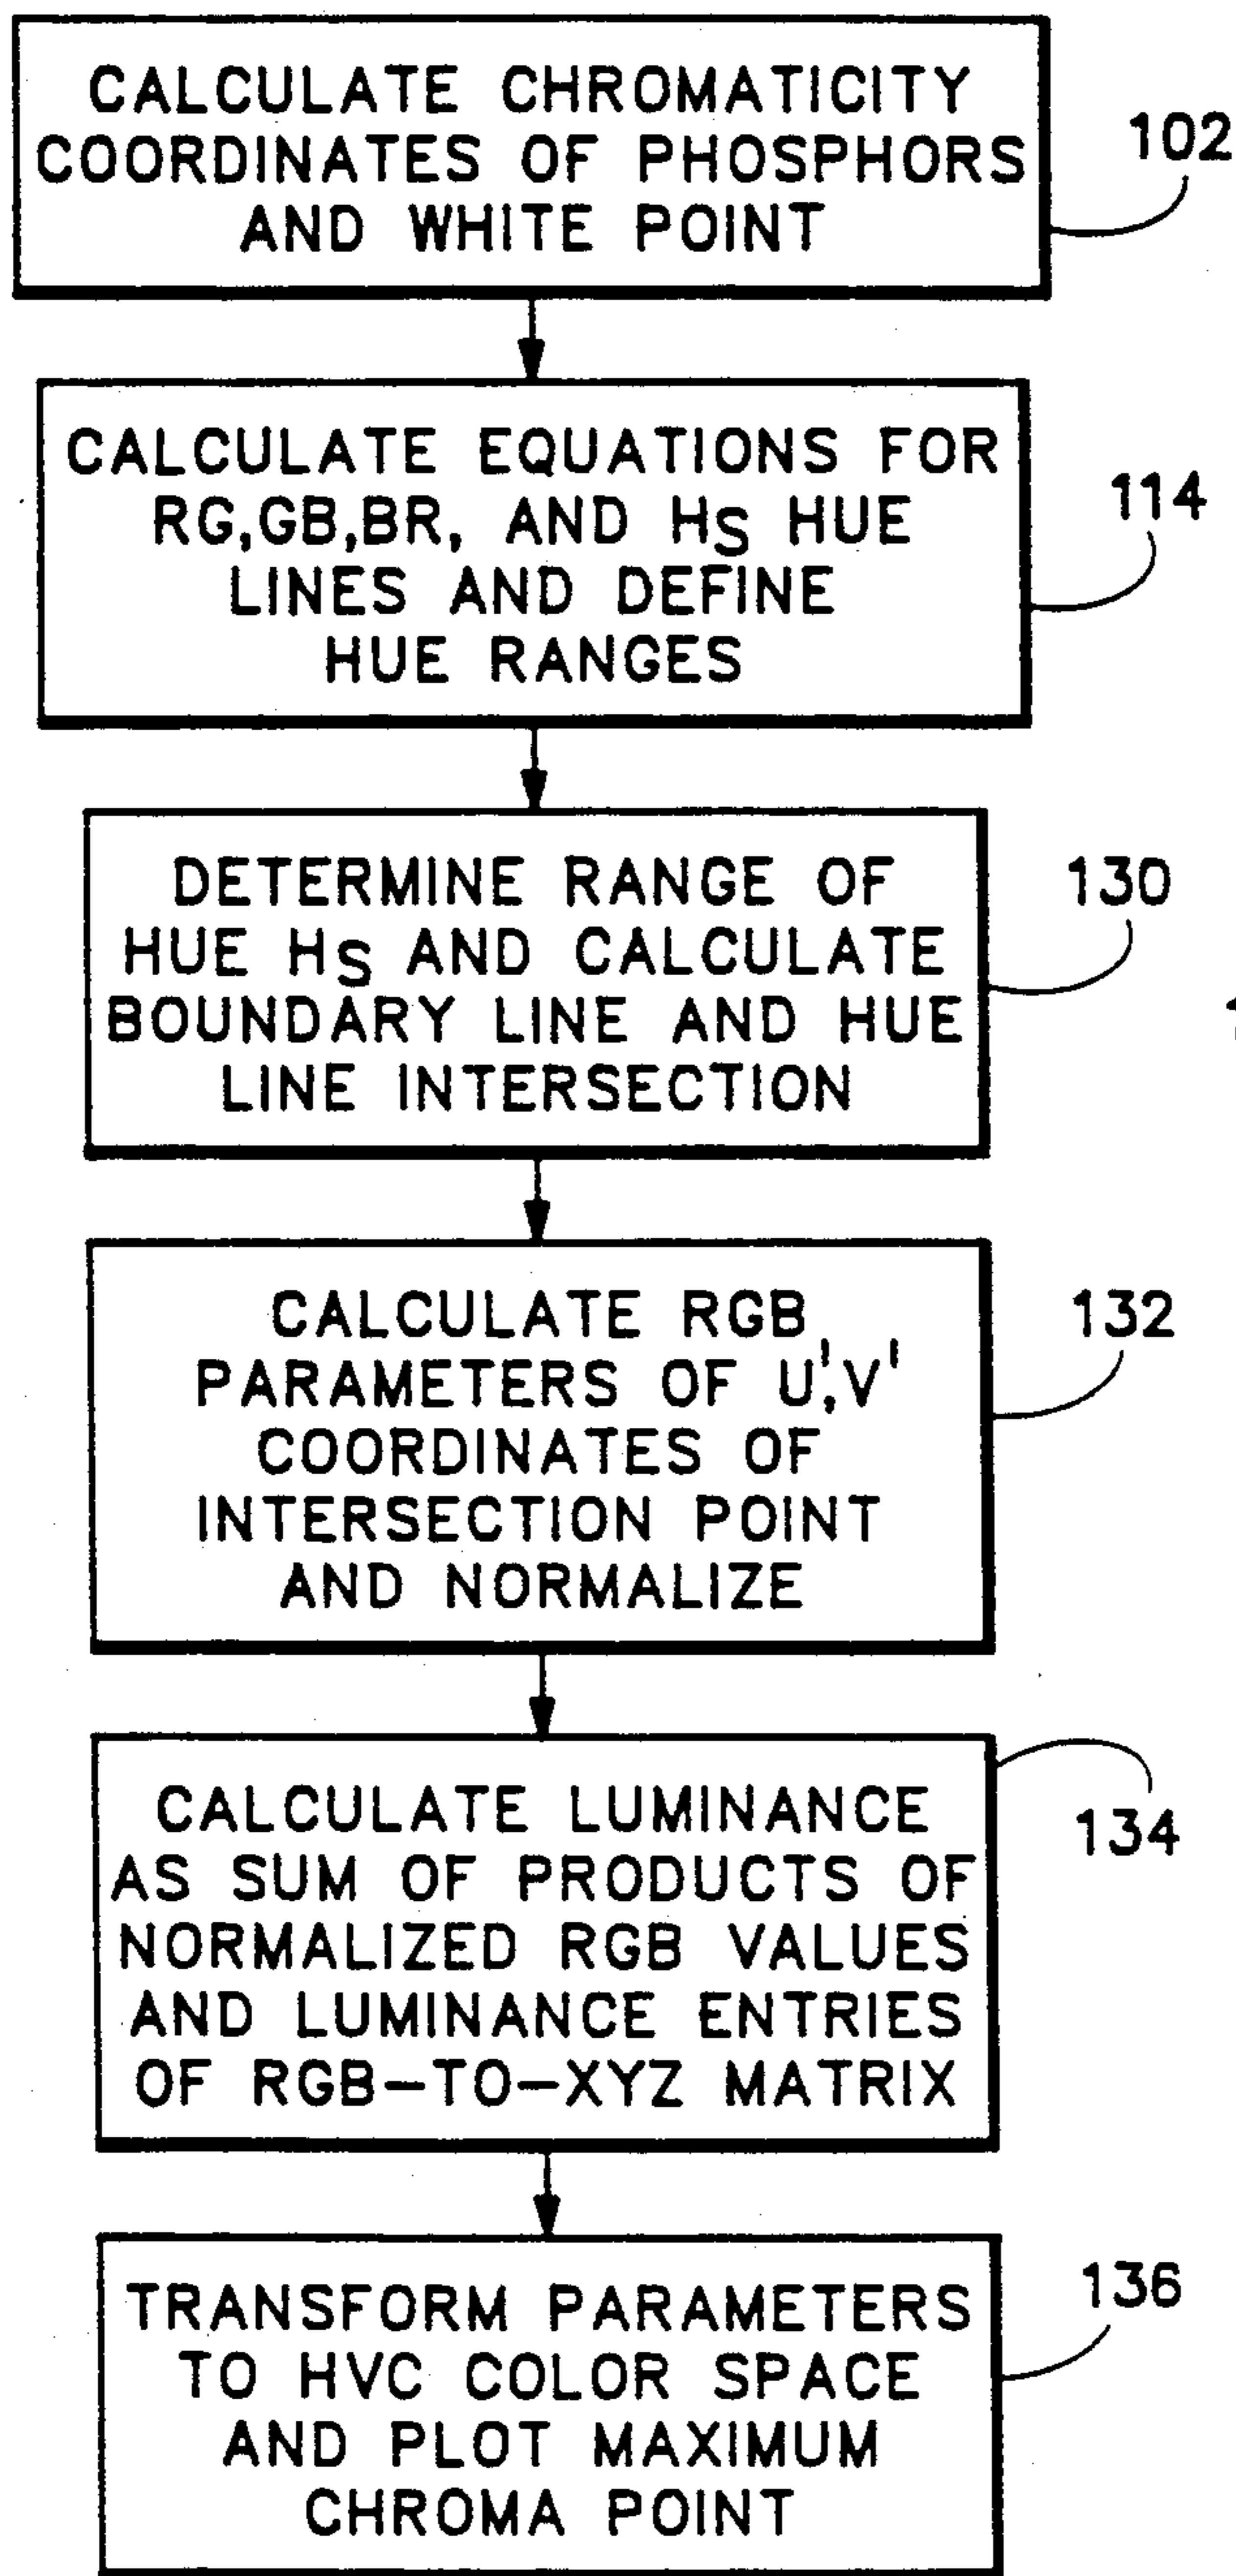 CALCULATE CHROMATICITY
COORDINATES OF PHOSPHORS
AND WHITE POINT
102
CALCULATE EQUATIONS FOR
RG,GB,BR, AND HS HUE
LINES AND DEFINE
HUE RANGES
114
DETERMINE RANGE OF
HUE HS AND CALCULATE
BOUNDARY LINE AND HUE
LINE INTERSECTION
130
CALCULATE RGB
PARAMETERS OF U',V'
COORDINATES OF
INTERSECTION POINT
AND NORMALIZE
132
CALCULATE LUMINANCE
AS SUM OF PRODUCTS OF
NORMALIZED RGB VALUES
AND LUMINANCE ENTRIES
OF RGB-TO-XYZ MATRIX
134
TRANSFORM PARAMETERS
TO HVC COLOR SPACE
AND PLOT MAXIMUM
CHROMA POINT
136